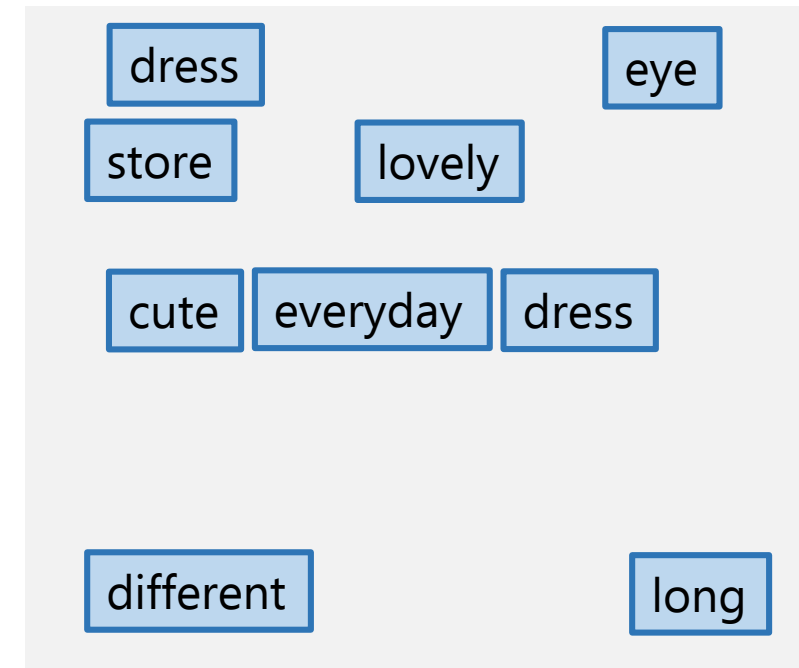 dress eye
store lovely
cute everyday dress
different long